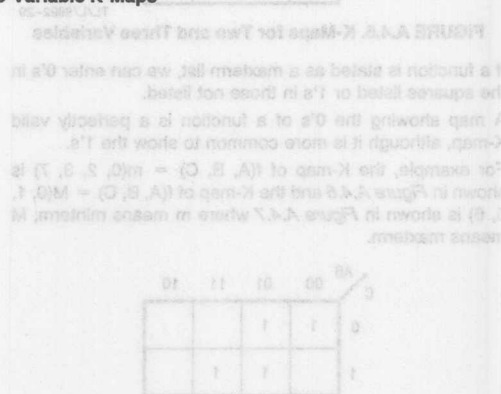 Variable K-Maps
TL/L/9992-29
FIGURE A.4.5. K-Maps for Two and Three Variables
f a function is stated as a maxterm list, we can enter 0's in
he squares listed or 1's in those not listed.
A map showing the 0's of a function is a perfectly valid
K-map, although it is more common to show the 1's.
For example, the K-map of f(A, B, C) = m(0, 2, 3, 7) is
shown in Figure A.4.6 and the K-map of f(A, B, C) = M(0, 1,
, 6) is shown in Figure A.4.7 where m means minterm, M
means maxterm.
AB 00 01 11 10
C
0 1 1
1 1 1